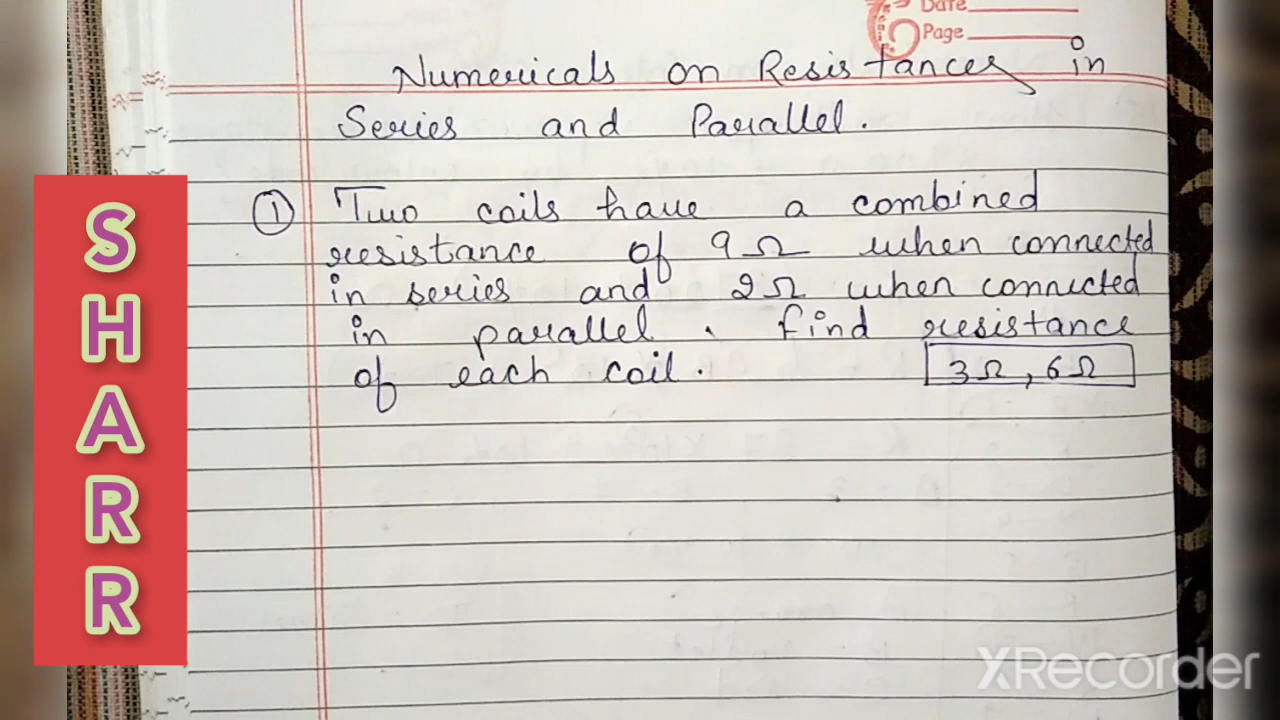 Date
Page
Numericals on Resistances in
Series and Parallel.
① Two coils have a combined
resistance of 9Ω when connected
in series and 2Ω when connected
in parallel. find resistance
of each coil. 3Ω, 6Ω
SHARR
XRecorder